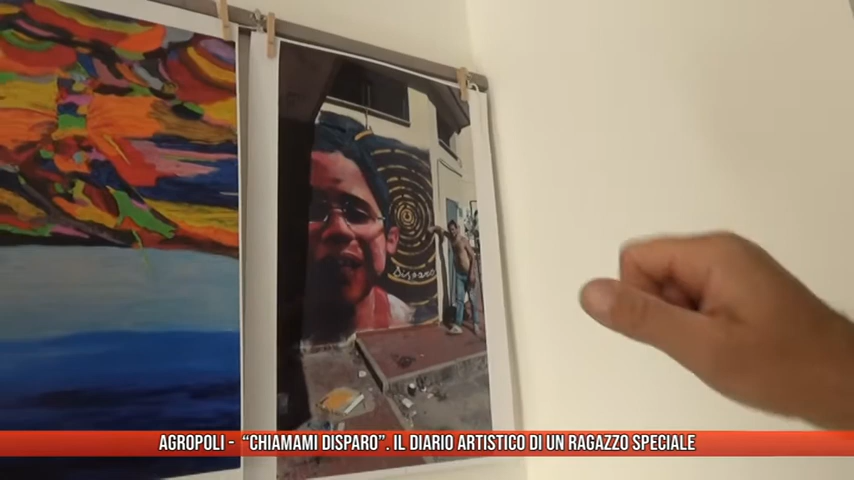 Disparo
AGROPOLI - “CHIAMAMI DISPARO”. IL DIARIO ARTISTICO DI UN RAGAZZO SPECIALE